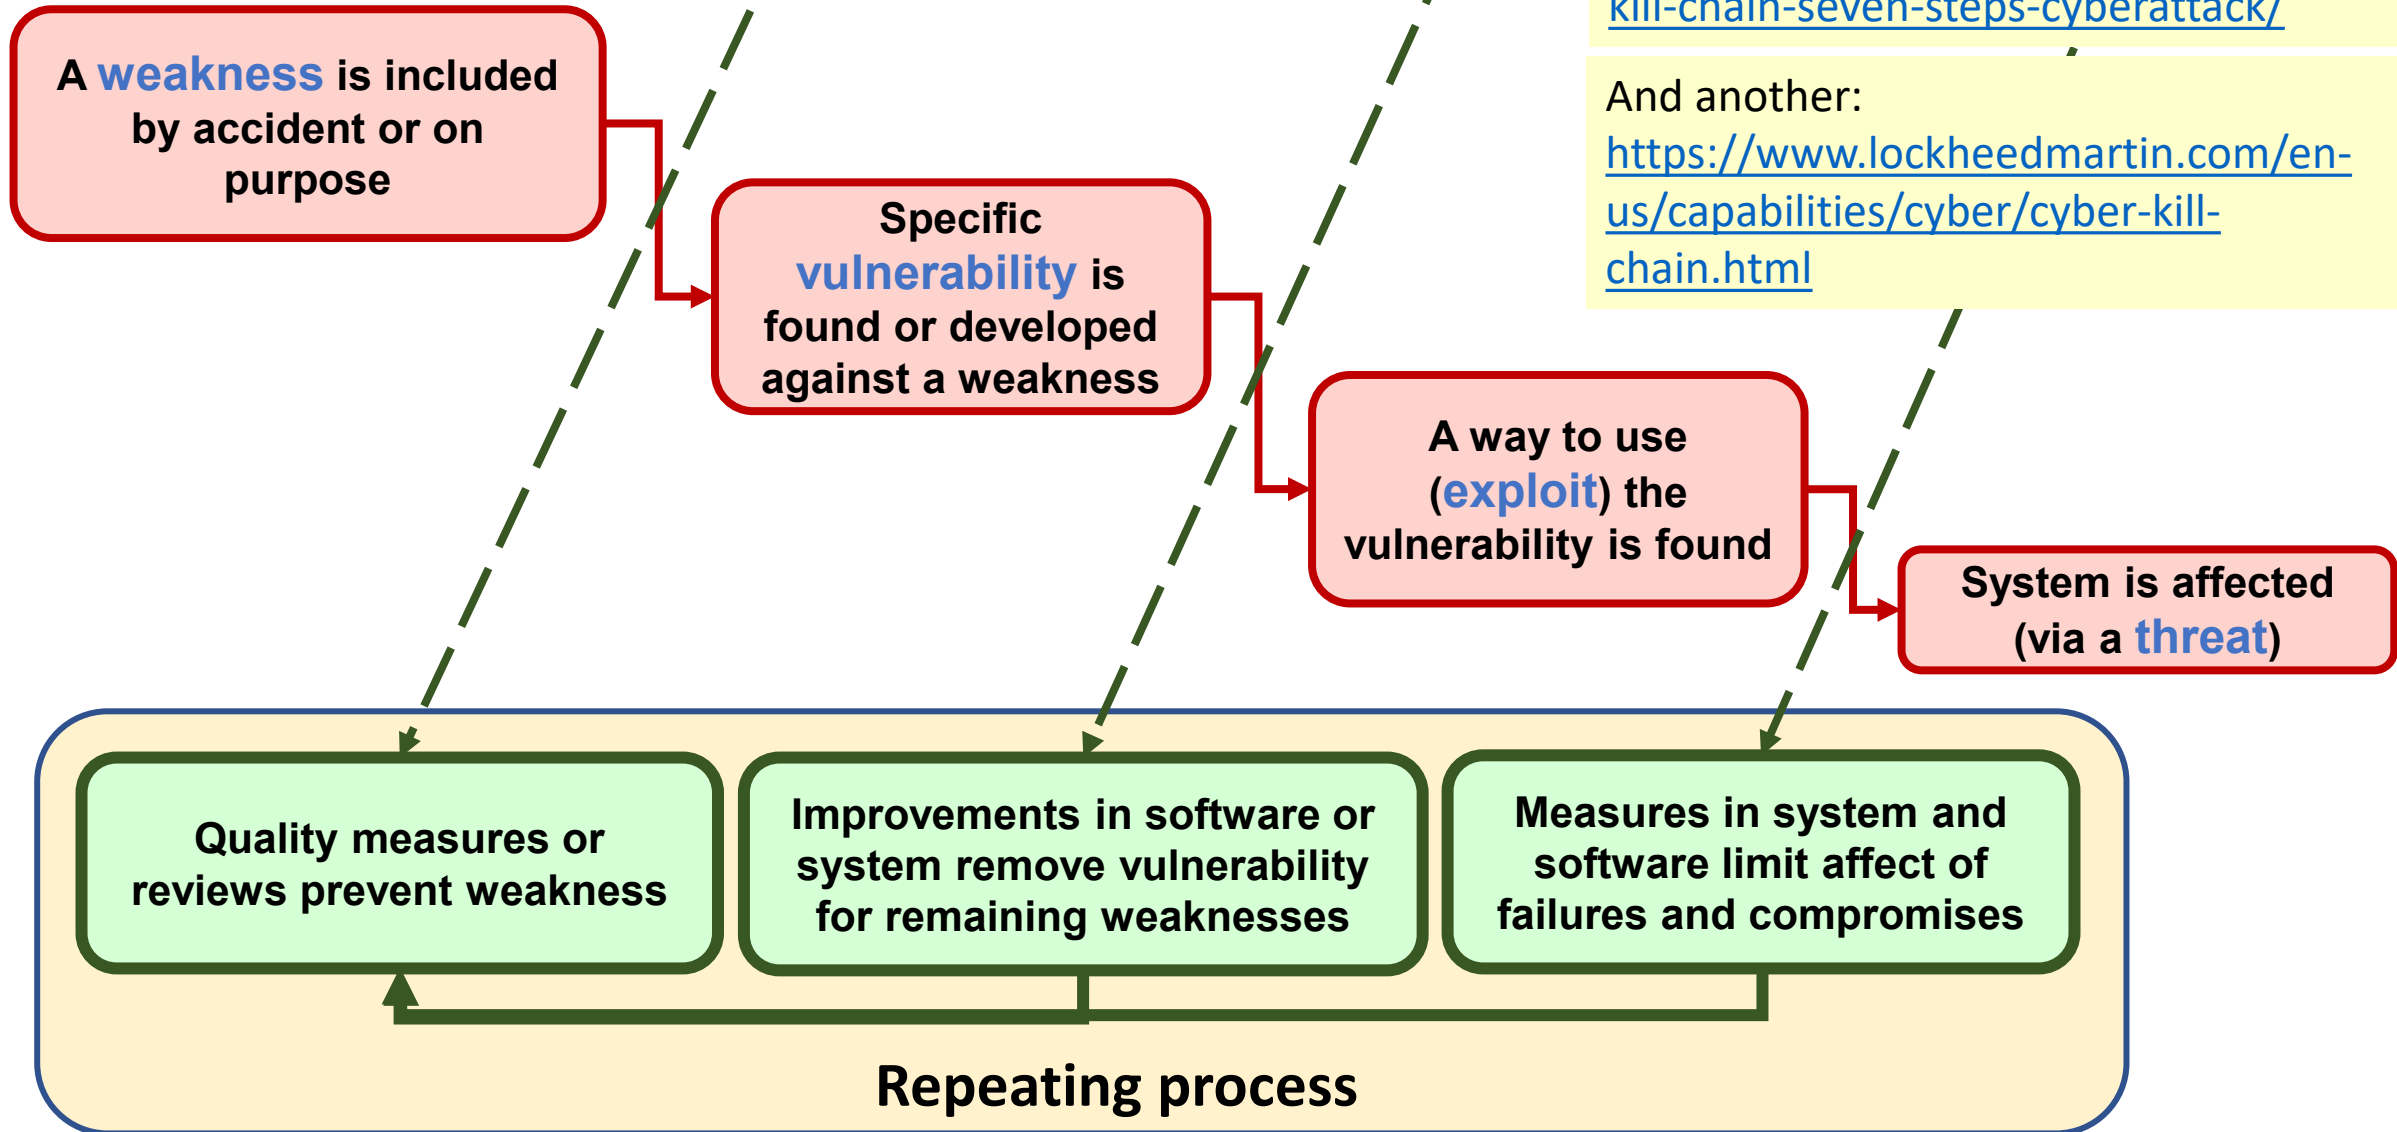 kill-chain-seven-steps-cyberattack/
And another:
https://www.lockheedmartin.com/en-
us/capabilities/cyber/cyber-kill-
chain.html
A weakness is included
by accident or on
purpose
Specific
vulnerability is
found or developed
against a weakness
A way to use
(exploit) the
vulnerability is found
System is affected
(via a threat)
Quality measures or
reviews prevent weakness
Improvements in software or
system remove vulnerability
for remaining weaknesses
Measures in system and
software limit affect of
failures and compromises
Repeating process